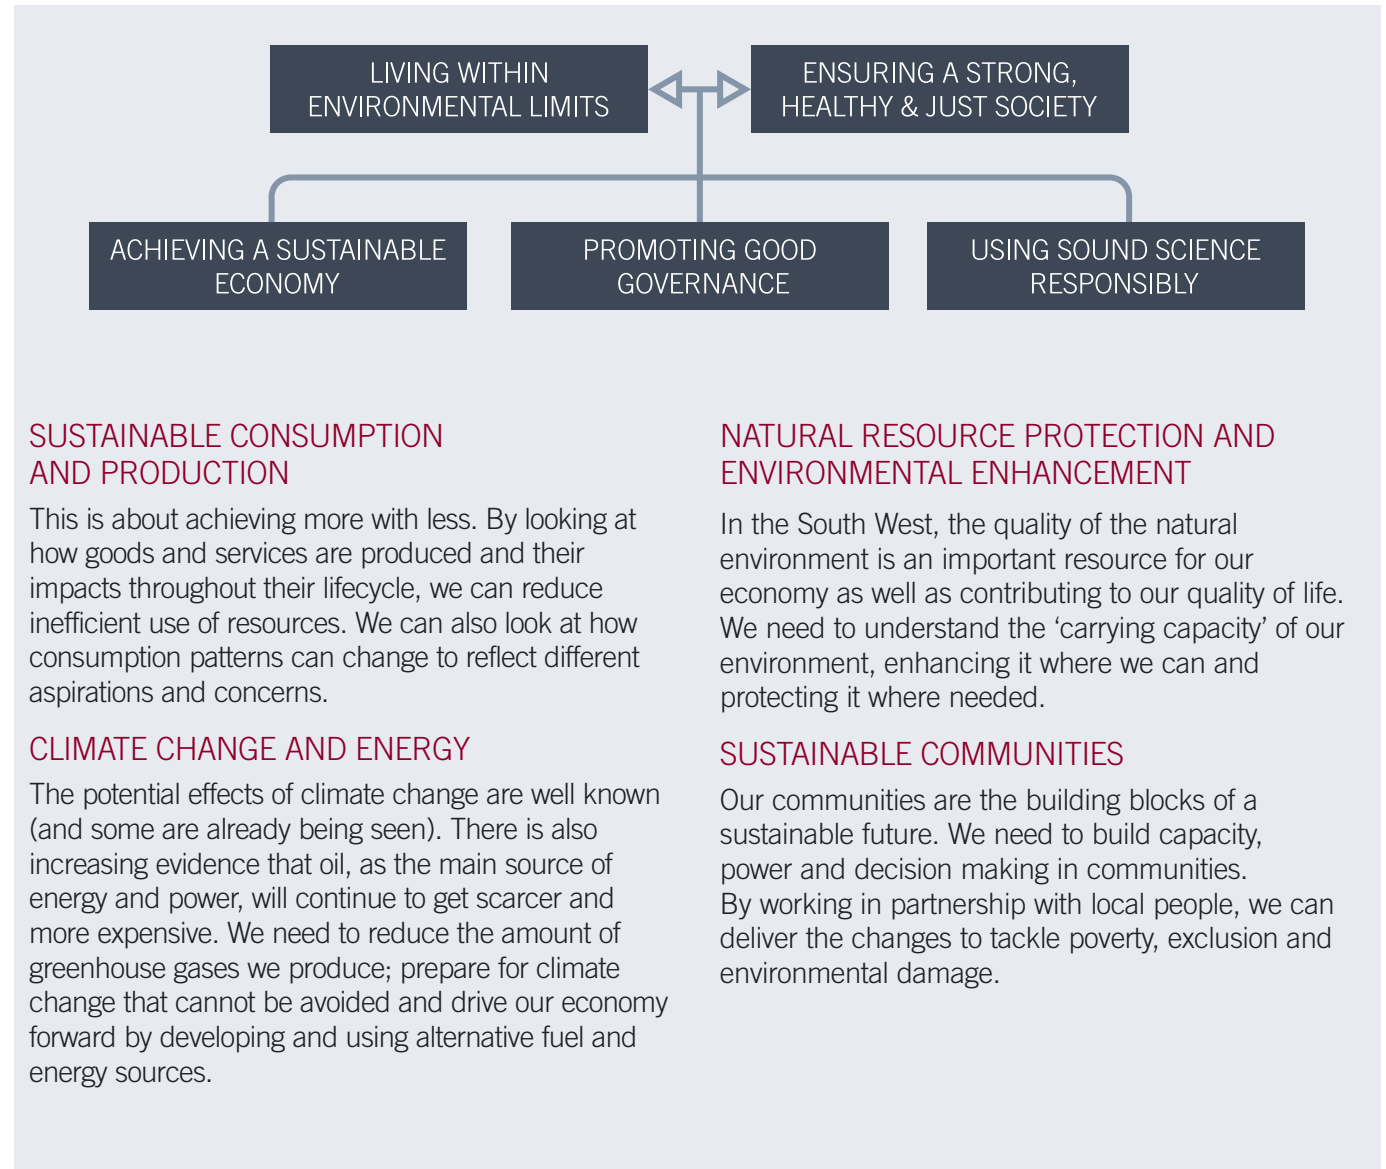 LIVING WITHIN
ENVIRONMENTAL LIMITS
ENSURING A STRONG,
HEALTHY & JUST SOCIETY
ACHIEVING A SUSTAINABLE
ECONOMY
PROMOTING GOOD
GOVERNANCE
USING SOUND SCIENCE
RESPONSIBLY
SUSTAINABLE CONSUMPTION
AND PRODUCTION
This is about achieving more with less. By looking at
how goods and services are produced and their
impacts throughout their lifecycle, we can reduce
inefficient use of resources. We can also look at how
consumption patterns can change to reflect different
aspirations and concerns.
CLIMATE CHANGE AND ENERGY
The potential effects of climate change are well known
(and some are already being seen). There is also
increasing evidence that oil, as the main source of
energy and power, will continue to get scarcer and
more expensive. We need to reduce the amount of
greenhouse gases we produce; prepare for climate
change that cannot be avoided and drive our economy
forward by developing and using alternative fuel and
energy sources.
NATURAL RESOURCE PROTECTION AND
ENVIRONMENTAL ENHANCEMENT
In the South West, the quality of the natural
environment is an important resource for our
economy as well as contributing to our quality of life.
We need to understand the ‘carrying capacity’ of our
environment, enhancing it where we can and
protecting it where needed.
SUSTAINABLE COMMUNITIES
Our communities are the building blocks of a
sustainable future. We need to build capacity,
power and decision making in communities.
By working in partnership with local people, we can
deliver the changes to tackle poverty, exclusion and
environmental damage.